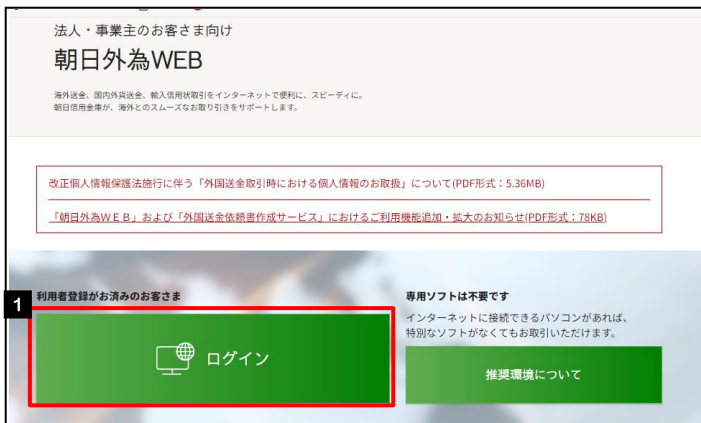 法人・事業主のお客さま向け
朝日外為WEB
海外送金、国内外貨送金、輸入信用状取引をインターネットで便利に、スピーディに。
朝日信用金庫が、海外とのスムーズなお取り引きをサポートします。
改正個人情報保護法施行に伴う「外国送金取引時における個人情報のお取扱」について(PDF形式：5.36MB)
「朝日外為ＷＥＢ」および「外国送金依頼書作成サービス」におけるご利用機能追加・拡大のお知らせ(PDF形式：78KB)
1
利用者登録がお済みのお客さま
ログイン
専用ソフトは不要です
インターネットに接続できるパソコンがあれば、
特別なソフトがなくてもお取引いただけます。
推奨環境について